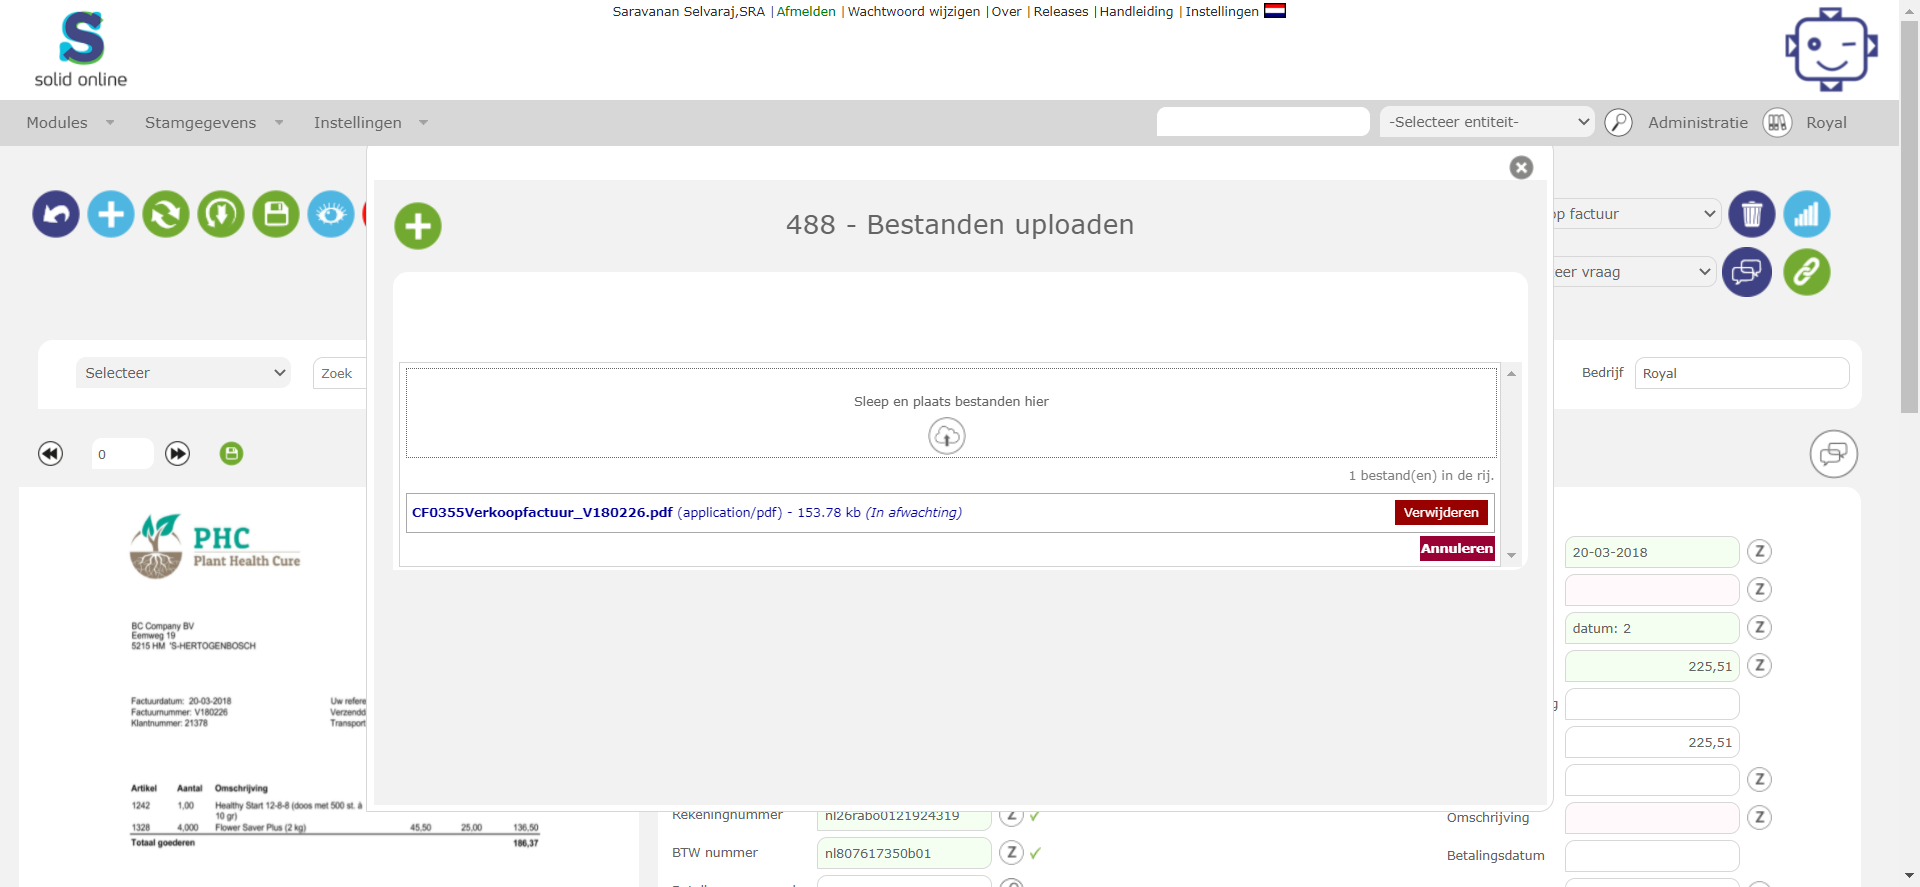 Saravanan Selvaraj,SRA |Afmelden |Wachtwoord wijzigen |Over |Releases |Handleiding |Instellingen
S
solid online
Modules Stamgegevens Instellingen -Selecteer entiteit- Administratie Royal
488 - Bestanden uploaden
op factuur
eer vraag
Selecteer Zoek Bedrijf Royal
Sleep en plaats bestanden hier
0
1 bestand(en) in de rij.
CF0355Verkoopfactuur_V180226.pdf (application/pdf) - 153.78 kb (In afwachting) Verwijderen
Annuleren
PHC
Plant Health Cure
20-03-2018 Z
Z
datum: 2 Z
225,51 Z
g
225,51
Z
BC Company BV
Eemweg 19
5215 HM 'S-HERTOGENBOSCH
Factuurdatum: 20-03-2018 Uw refere
Factuurnummer: V180226 Verzendd
Klantnummer: 21378 Transport
Artikel Aantal Omschrijving
1242 1,00 Healthy Start 12-8-8 (doos met 500 st. à
10 gr)
1328 4,000 Flower Saver Plus (2 kg) 45,50 25,00 136,50
Totaal goederen 186,37
Rekeningnummer nl26rabo0121924319 Z Omschrijving Z
BTW nummer nl807617350b01 Z Betalingsdatum